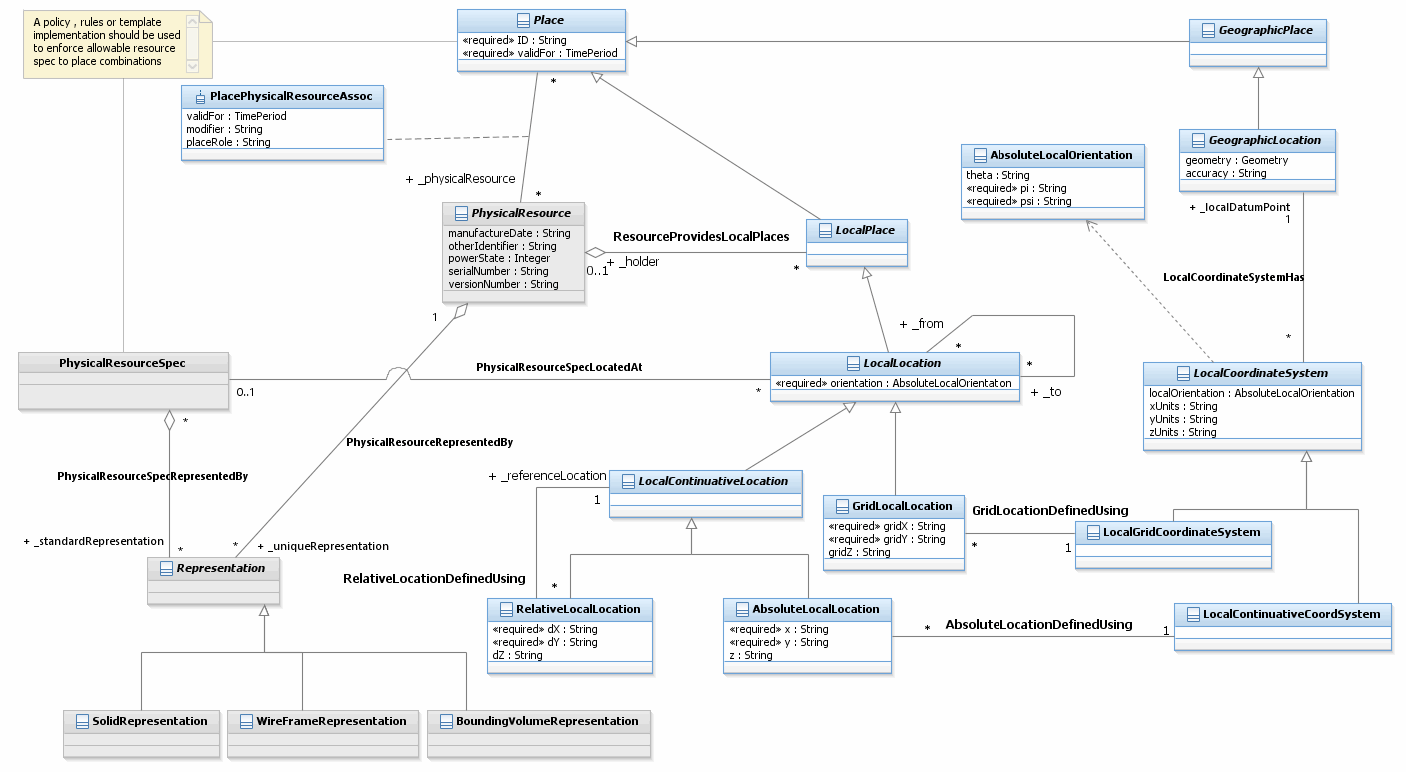 A policy , rules or template
implementation should be used
to enforce allowable resource
spec to place combinations
Place
«required» ID : String
«required» validFor : TimePeriod
GeographicPlace
PlacePhysicalResourceAssoc
validFor : TimePeriod
modifier : String
placeRole : String
*
+ _physicalResource
*
GeographicLocation
geometry : Geometry
accuracy : String
AbsoluteLocalOrientation
theta : String
«required» pi : String
«required» psi : String
+ _localDatumPoint
1
LocalCoordinateSystemHas
*
PhysicalResource
manufactureDate : String
otherIdentifier : String
powerState : Integer
serialNumber : String
versionNumber : String
ResourceProvidesLocalPlaces
0..1
+ _holder
*
LocalPlace
1
+ _from
*
*
+ _to
PhysicalResourceSpec
0..1
PhysicalResourceSpecLocatedAt
*
LocalLocation
«required» orientation : AbsoluteLocalOrientaton
LocalCoordinateSystem
localOrientation : AbsoluteLocalOrientation
xUnits : String
yUnits : String
zUnits : String
*
PhysicalResourceRepresentedBy
PhysicalResourceSpecRepresentedBy
+ _referenceLocation
1
LocalContinuativeLocation
GridLocalLocation
«required» gridX : String
«required» gridY : String
gridZ : String
GridLocationDefinedUsing
*
1
LocalGridCoordinateSystem
+ _standardRepresentation
*
*
+ _uniqueRepresentation
Representation
RelativeLocationDefinedUsing
*
RelativeLocalLocation
«required» dX : String
«required» dY : String
dZ : String
AbsoluteLocalLocation
«required» x : String
«required» y : String
z : String
*
AbsoluteLocationDefinedUsing
1
LocalContinuativeCoordSystem
SolidRepresentation
WireFrameRepresentation
BoundingVolumeRepresentation